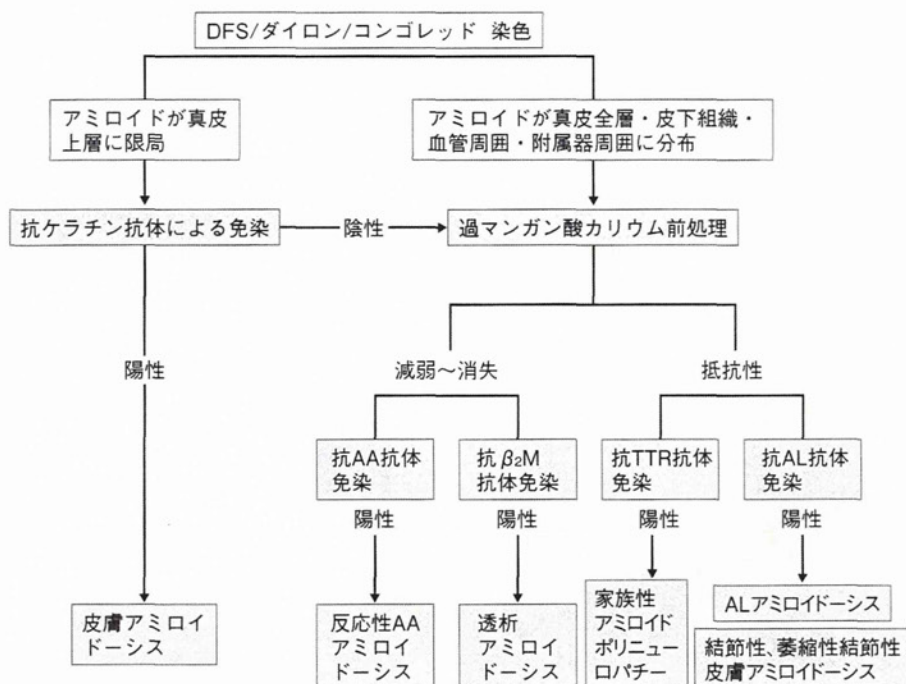 DFS/ダイロン/コンゴレッド 染色
アミロイドが真皮
上層に限局
アミロイドが真皮全層・皮下組織・
血管周囲・附属器周囲に分布
抗ケラチン抗体による免染
陰性
過マンガン酸カリウム前処理
陽性
減弱〜消失
抵抗性
抗AA抗体
免染
抗β₂M
抗体免染
抗TTR抗体
免染
抗AL抗体
免染
陽性
陽性
陽性
陽性
皮膚アミロイ
ドーシス
反応性AA
アミロイ
ドーシス
透析
アミロイ
ドーシス
家族性
アミロイド
ポリニュー
ロパチー
ALアミロイドーシス
結節性、萎縮性結節性
皮膚アミロイドーシス